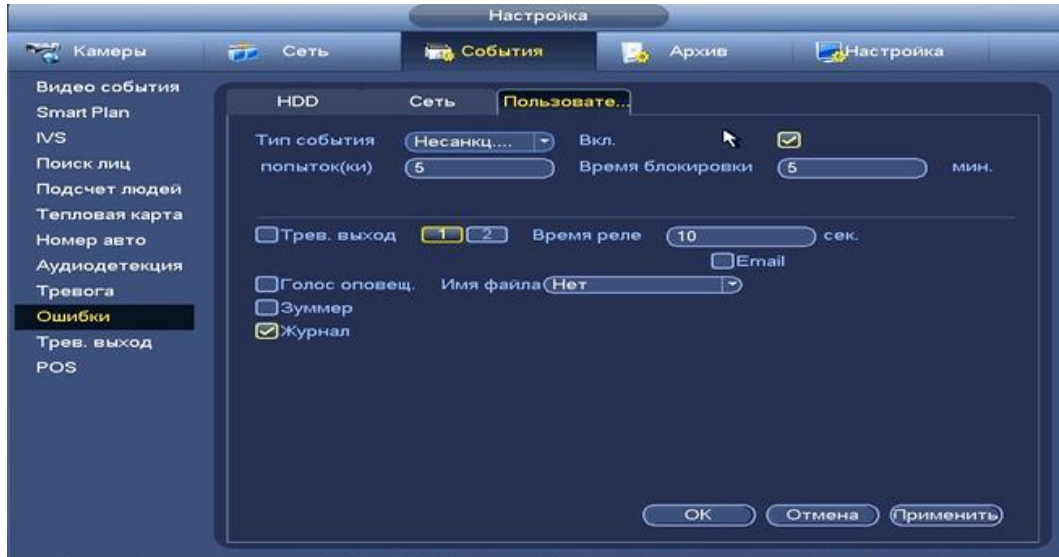 Настройка
Камеры Сеть События Архив Настройка
Видео события
Smart Plan
IVS
Поиск лиц
Подсчет людей
Тепловая карта
Номер авто
Аудиодетекция
Тревога
Ошибки
Трев. выход
POS
HDD Сеть Пользовате...
Тип события Несанкц.... Вкл.
попыток(ки) 5 Время блокировки 5 мин.
Трев. выход 1 2 Время реле 10 сек.
Email
Голос оповещ. Имя файла Нет
Зуммер
Журнал
OK Отмена Применить